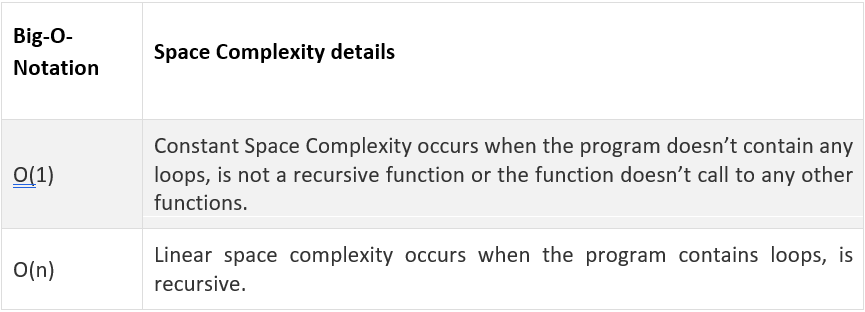 Big-O-
Notation
Space Complexity details
O(1)
Constant Space Complexity occurs when the program doesn’t contain any
loops, is not a recursive function or the function doesn’t call to any other
functions.
O(n)
Linear space complexity occurs when the program contains loops, is
recursive.